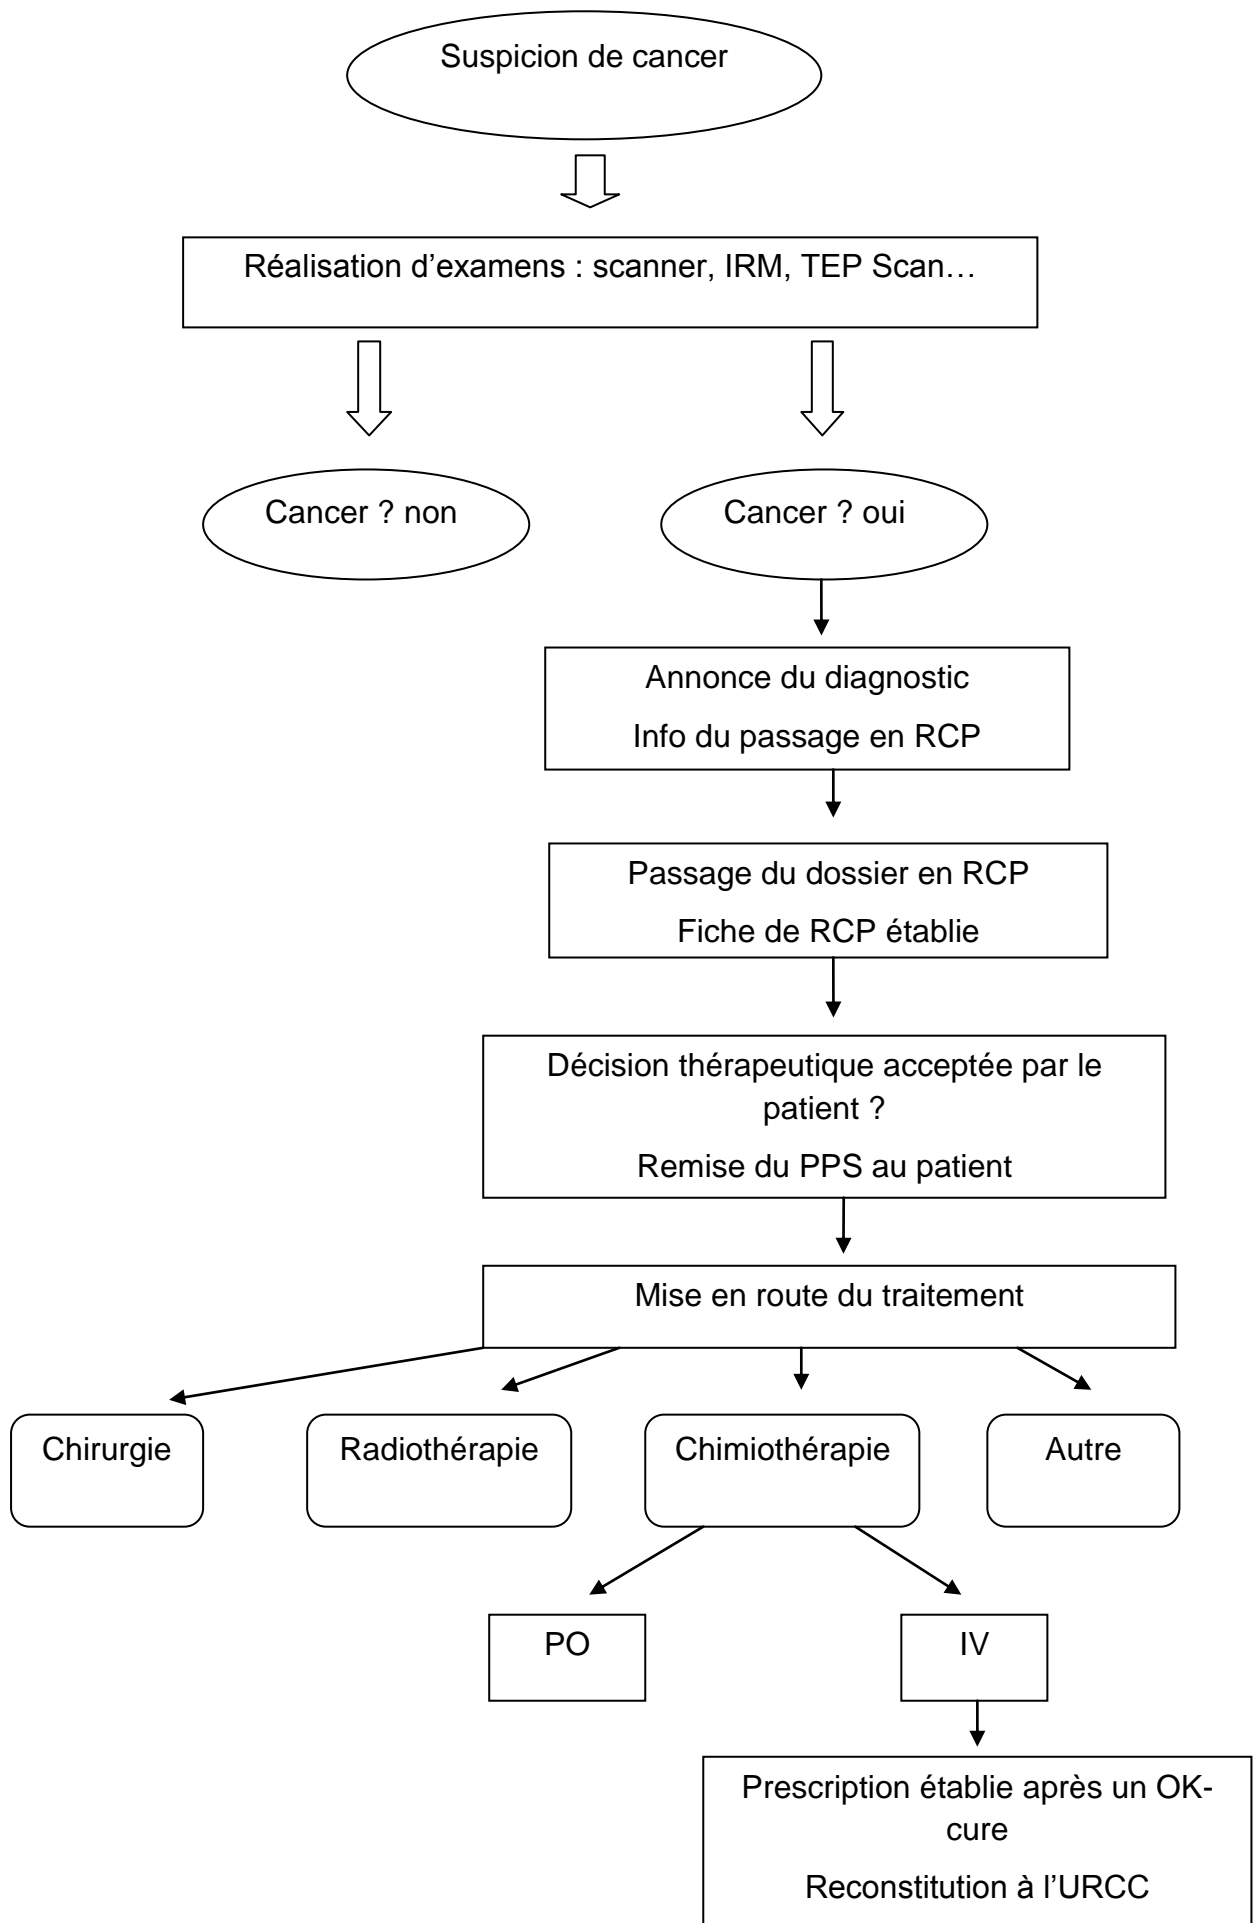 Suspicion de cancer
Réalisation d’examens : scanner, IRM, TEP Scan…
Cancer ? non
Cancer ? oui
Annonce du diagnostic
Info du passage en RCP
Passage du dossier en RCP
Fiche de RCP établie
Décision thérapeutique acceptée par le
patient ?
Remise du PPS au patient
Mise en route du traitement
Chirurgie
Radiothérapie
Chimiothérapie
Autre
PO
IV
Prescription établie après un OK-
cure
Reconstitution à l’URCC